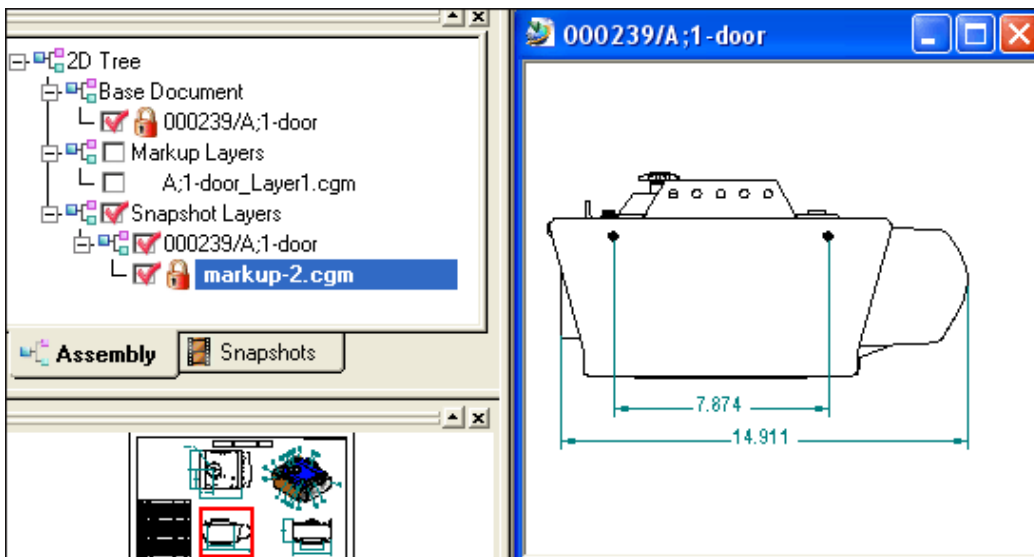 2D Tree
Base Document
000239/A;1-door
Markup Layers
A;1-door_Layer1.cgm
Snapshot Layers
000239/A;1-door
markup-2.cgm
Assembly
Snapshots
000239/A;1-door
7.874
14.911